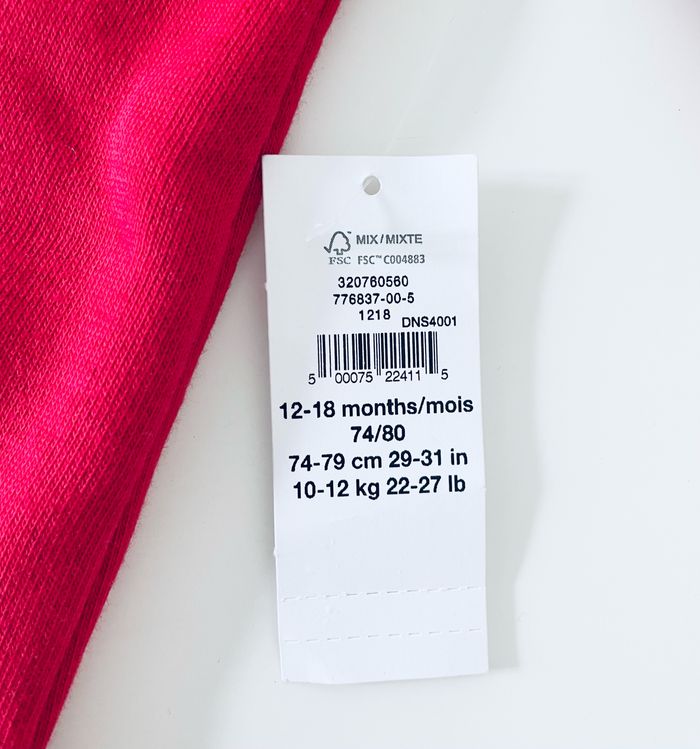 MIX/MIXTE
FSC FSC™ C004883
320760560
776837-00-5
1218
DNS4001
5 00075 22411 5
12-18 months/mois
74/80
74-79 cm 29-31 in
10-12 kg 22-27 lb